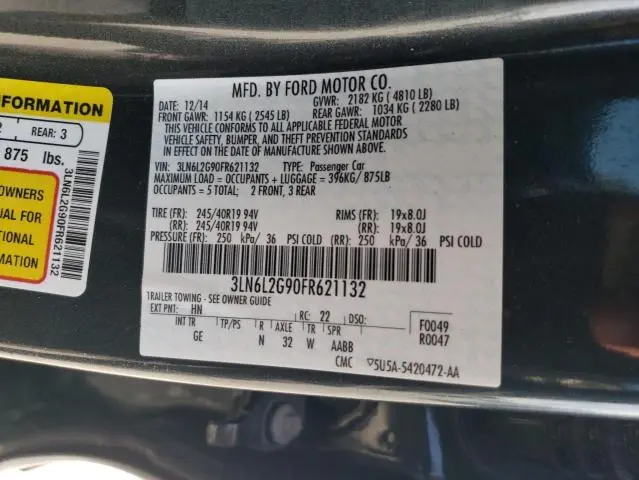 MFD. BY FORD MOTOR CO.
DATE: 12/14 GVWR: 2182 KG ( 4810 LB)
FRONT GAWR: 1154 KG ( 2545 LB) REAR GAWR: 1034 KG ( 2280 LB)
THIS VEHICLE CONFORMS TO ALL APPLICABLE FEDERAL MOTOR
VEHICLE SAFETY, BUMPER, AND THEFT PREVENTION STANDARDS
IN EFFECT ON THE DATE OF MANUFACTURE SHOWN ABOVE.
VIN: 3LN6L2G90FR621132 TYPE: Passenger Car
MAXIMUM LOAD = OCCUPANTS + LUGGAGE = 396KG/ 875LB
OCCUPANTS = 5 TOTAL; 2 FRONT, 3 REAR
TIRE (FR): 245/40R19 94V RIMS (FR): 19x8.0J
(RR): 245/40R19 94V (RR): 19x8.0J
PRESSURE (FR): 250 kPa/ 36 PSI COLD (RR) 250 kPa/ 36 PSI COLD
3LN6L2G90FR621132
TRAILER TOWING - SEE OWNER GUIDE
EXT PNT: HN RC: 22 DSO:
F0049
R0047
INT TR TP/PS R AXLE TR SPR
GE N 32 W AABB
CMC 5U5A-5420472-AA
FORMATION
2 REAR: 3
875 lbs.
OWNERS
UAL FOR
TIONAL
MATION
3LN6L2G90FR621132